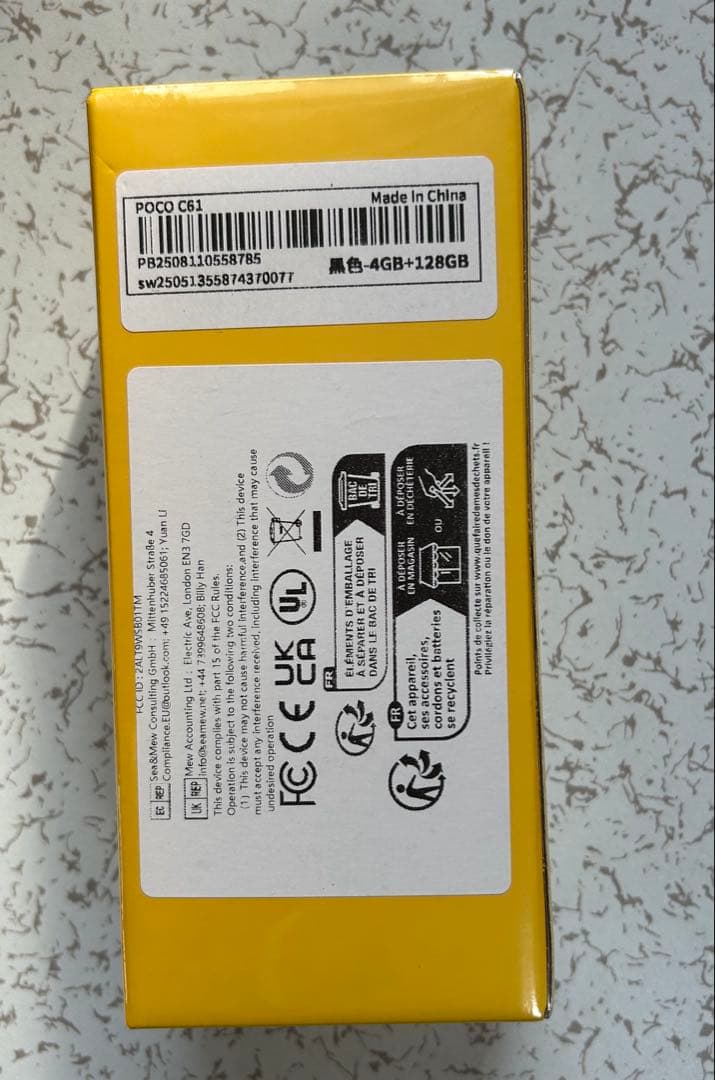 POCO C61
Made In China
PB2508110558785
黑色-4GB+128GB
sw25051355874370077
FCC ID : 2ALT9WSB01TM
EC REP
Sea&Mew Consulting GmbH : Mittenhuber Straße 4
Compliance.EU@outlook.com; +49 15224685061; Yuan LI
UK REP
Mew Accounting Ltd : Electric Ave, London EN3 7GD
Info@seamew.net; +44 7399648608; Billy Han
This device complies with part 15 of the FCC Rules.
Operation is subject to the following two conditions:
(1) This device may not cause harmful Interference,and (2) This device
must accept any interference received, including interference that may cause
undesired operation
FC CE UK CA UL
FR
ÉLÉMENTS D'EMBALLAGE
À SÉPARER ET À DÉPOSER
DANS LE BAC DE TRI
BAC
DE
TRI
FR
Cet appareil,
ses accessoires,
cordons et batteries
se recyclent
À DÉPOSER
EN MAGASIN
OU
À DÉPOSER
EN DÉCHÈTERIE
Points de collecte sur www.quefairedemesdechets.fr
Privilégiez la réparation ou le don de votre appareil !